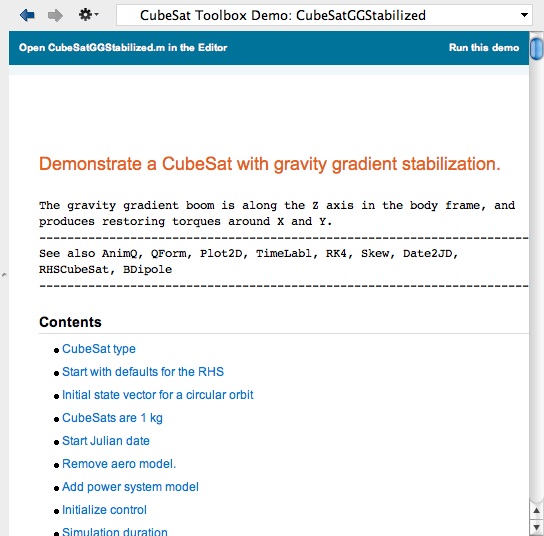 CubeSat Toolbox Demo: CubeSatGGStabilized
Open CubeSatGGStabilized.m in the Editor
Run this demo
Demonstrate a CubeSat with gravity gradient stabilization.
The gravity gradient boom is along the Z axis in the body frame, and
produces restoring torques around X and Y.
------------------------------------------------------------------------
See also AnimQ, QForm, Plot2D, TimeLabl, RK4, Skew, Date2JD,
RHSCubeSat, BDipole
------------------------------------------------------------------------
Contents
• CubeSat type
• Start with defaults for the RHS
• Initial state vector for a circular orbit
• CubeSats are 1 kg
• Start Julian date
• Remove aero model.
• Add power system model
• Initialize control
• Simulation duration